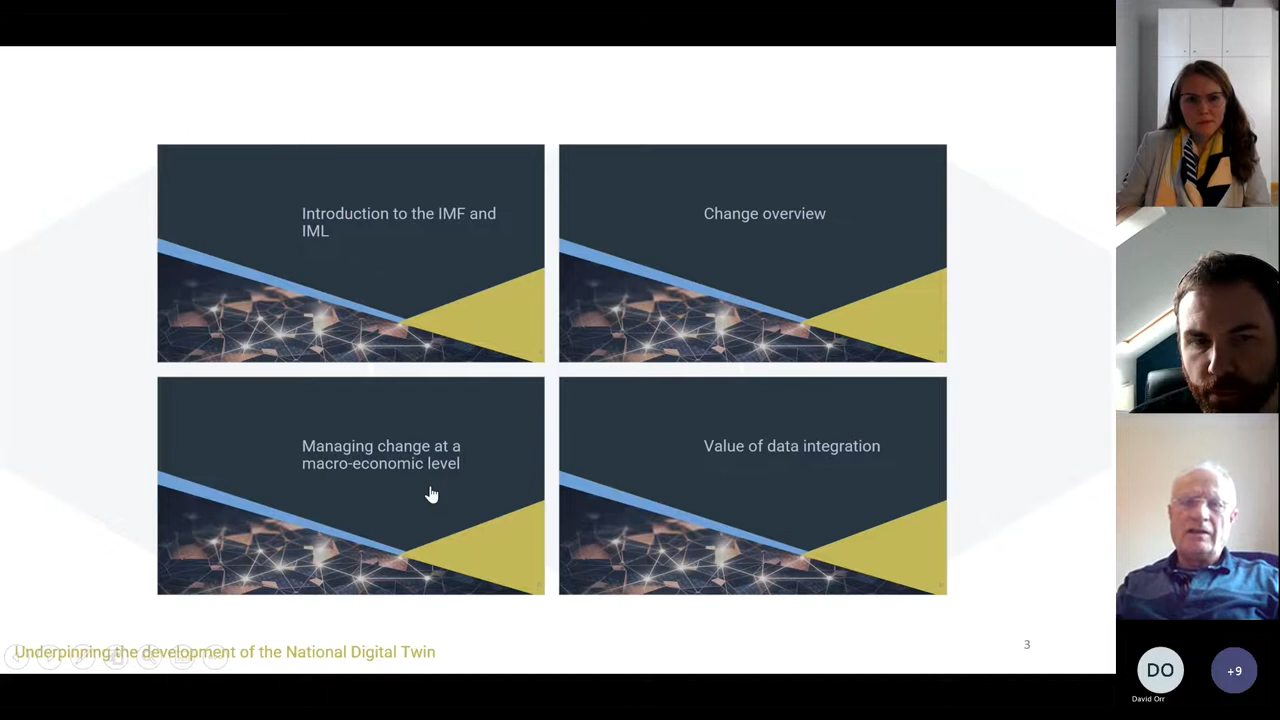 Introduction to the IMF and
IML
Change overview
Managing change at a
macro-economic level
Value of data integration
Underpinning the development of the National Digital Twin
3
DO
David Orr
+9